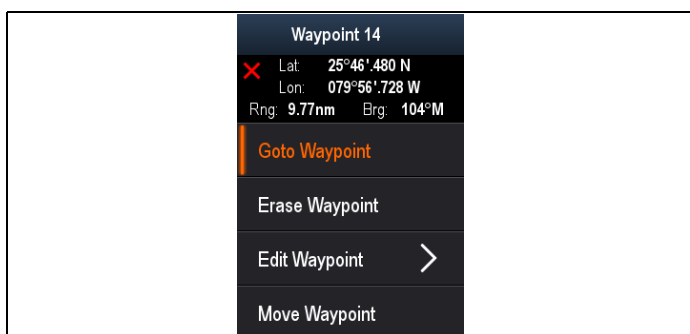 Waypoint 14
Lat: 25°46'.480 N
Lon: 079°56'.728 W
Rng: 9.77nm Brg: 104°M
Goto Waypoint
Erase Waypoint
Edit Waypoint
Move Waypoint